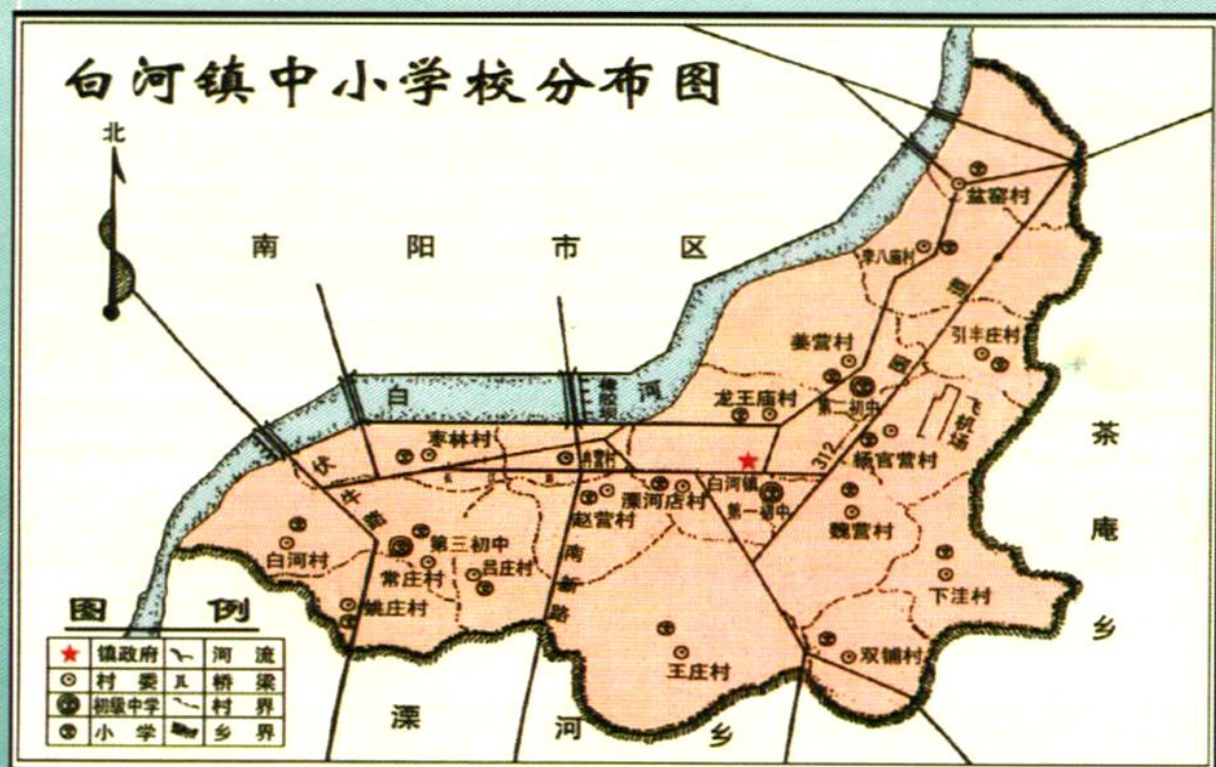 白河镇中小学校分布图
北
南阳市区
盆窑村
李八庙村
国道
312
引丰庄村
姜营村
第二初中
飞机场
龙王庙村
杨官营村
白河
橡胶坝
枣林村
伏牛路
溧河店村
白河镇
第一初中
赵营村
魏营村
白河村
第三初中
常庄村
吕庄村
姚庄村
南新路
下洼村
王庄村
双铺村
茶庵乡
溧河乡
图例
镇政府 河流
村委 桥梁
初级中学 村界
小学 乡界